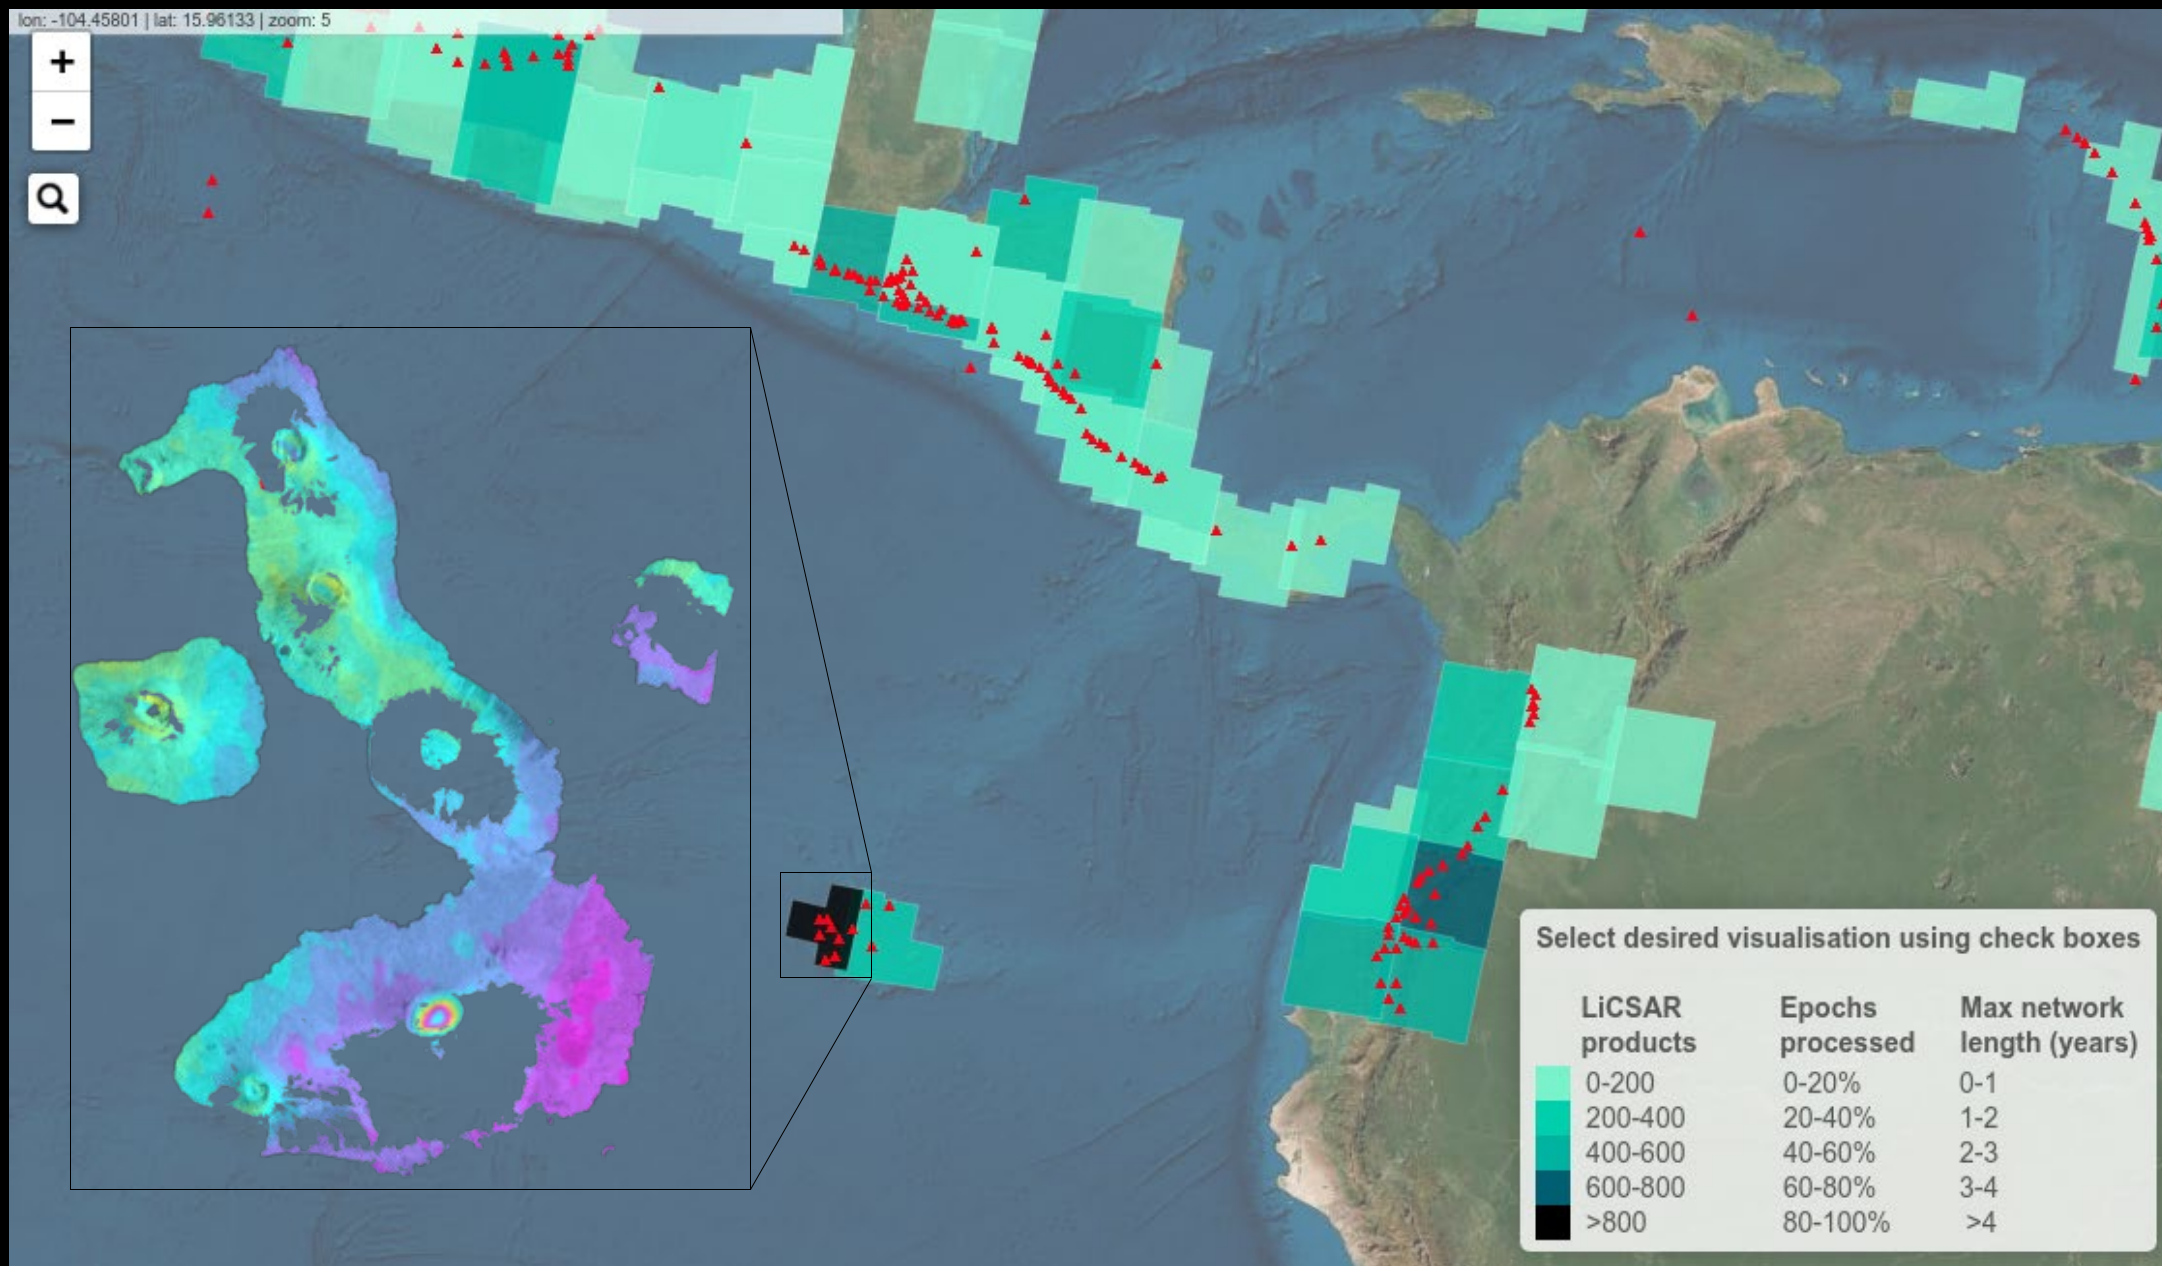 lon: -104.45801 | lat: 15.96133 | zoom: 5
+
−
Select desired visualisation using check boxes
LiCSAR products Epochs processed Max network length (years)
0-200 0-20% 0-1
200-400 20-40% 1-2
400-600 40-60% 2-3
600-800 60-80% 3-4
>800 80-100% >4